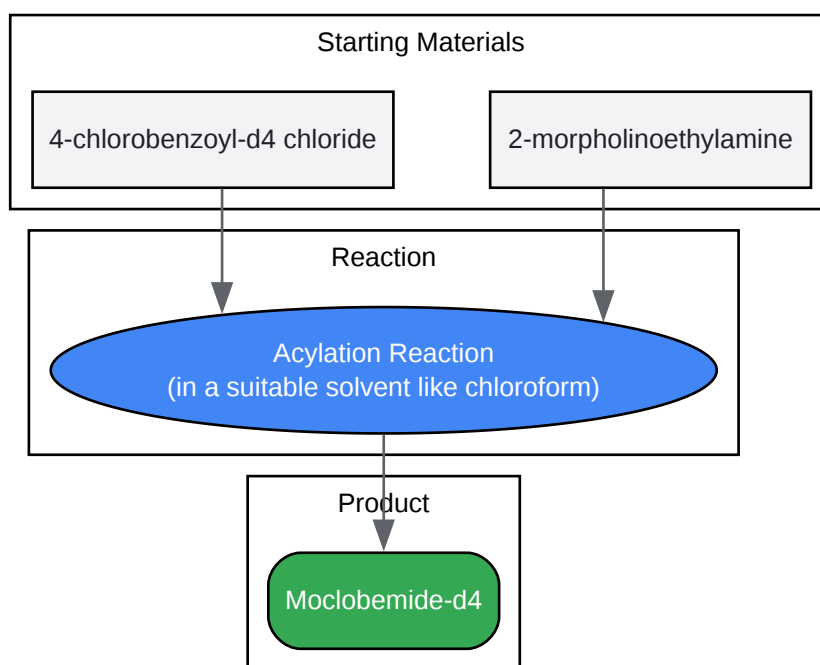 Starting Materials
4-chlorobenzoyl-d4 chloride
2-morpholinoethylamine
Reaction
Acylation Reaction
(in a suitable solvent like chloroform)
Product
Moclobemide-d4